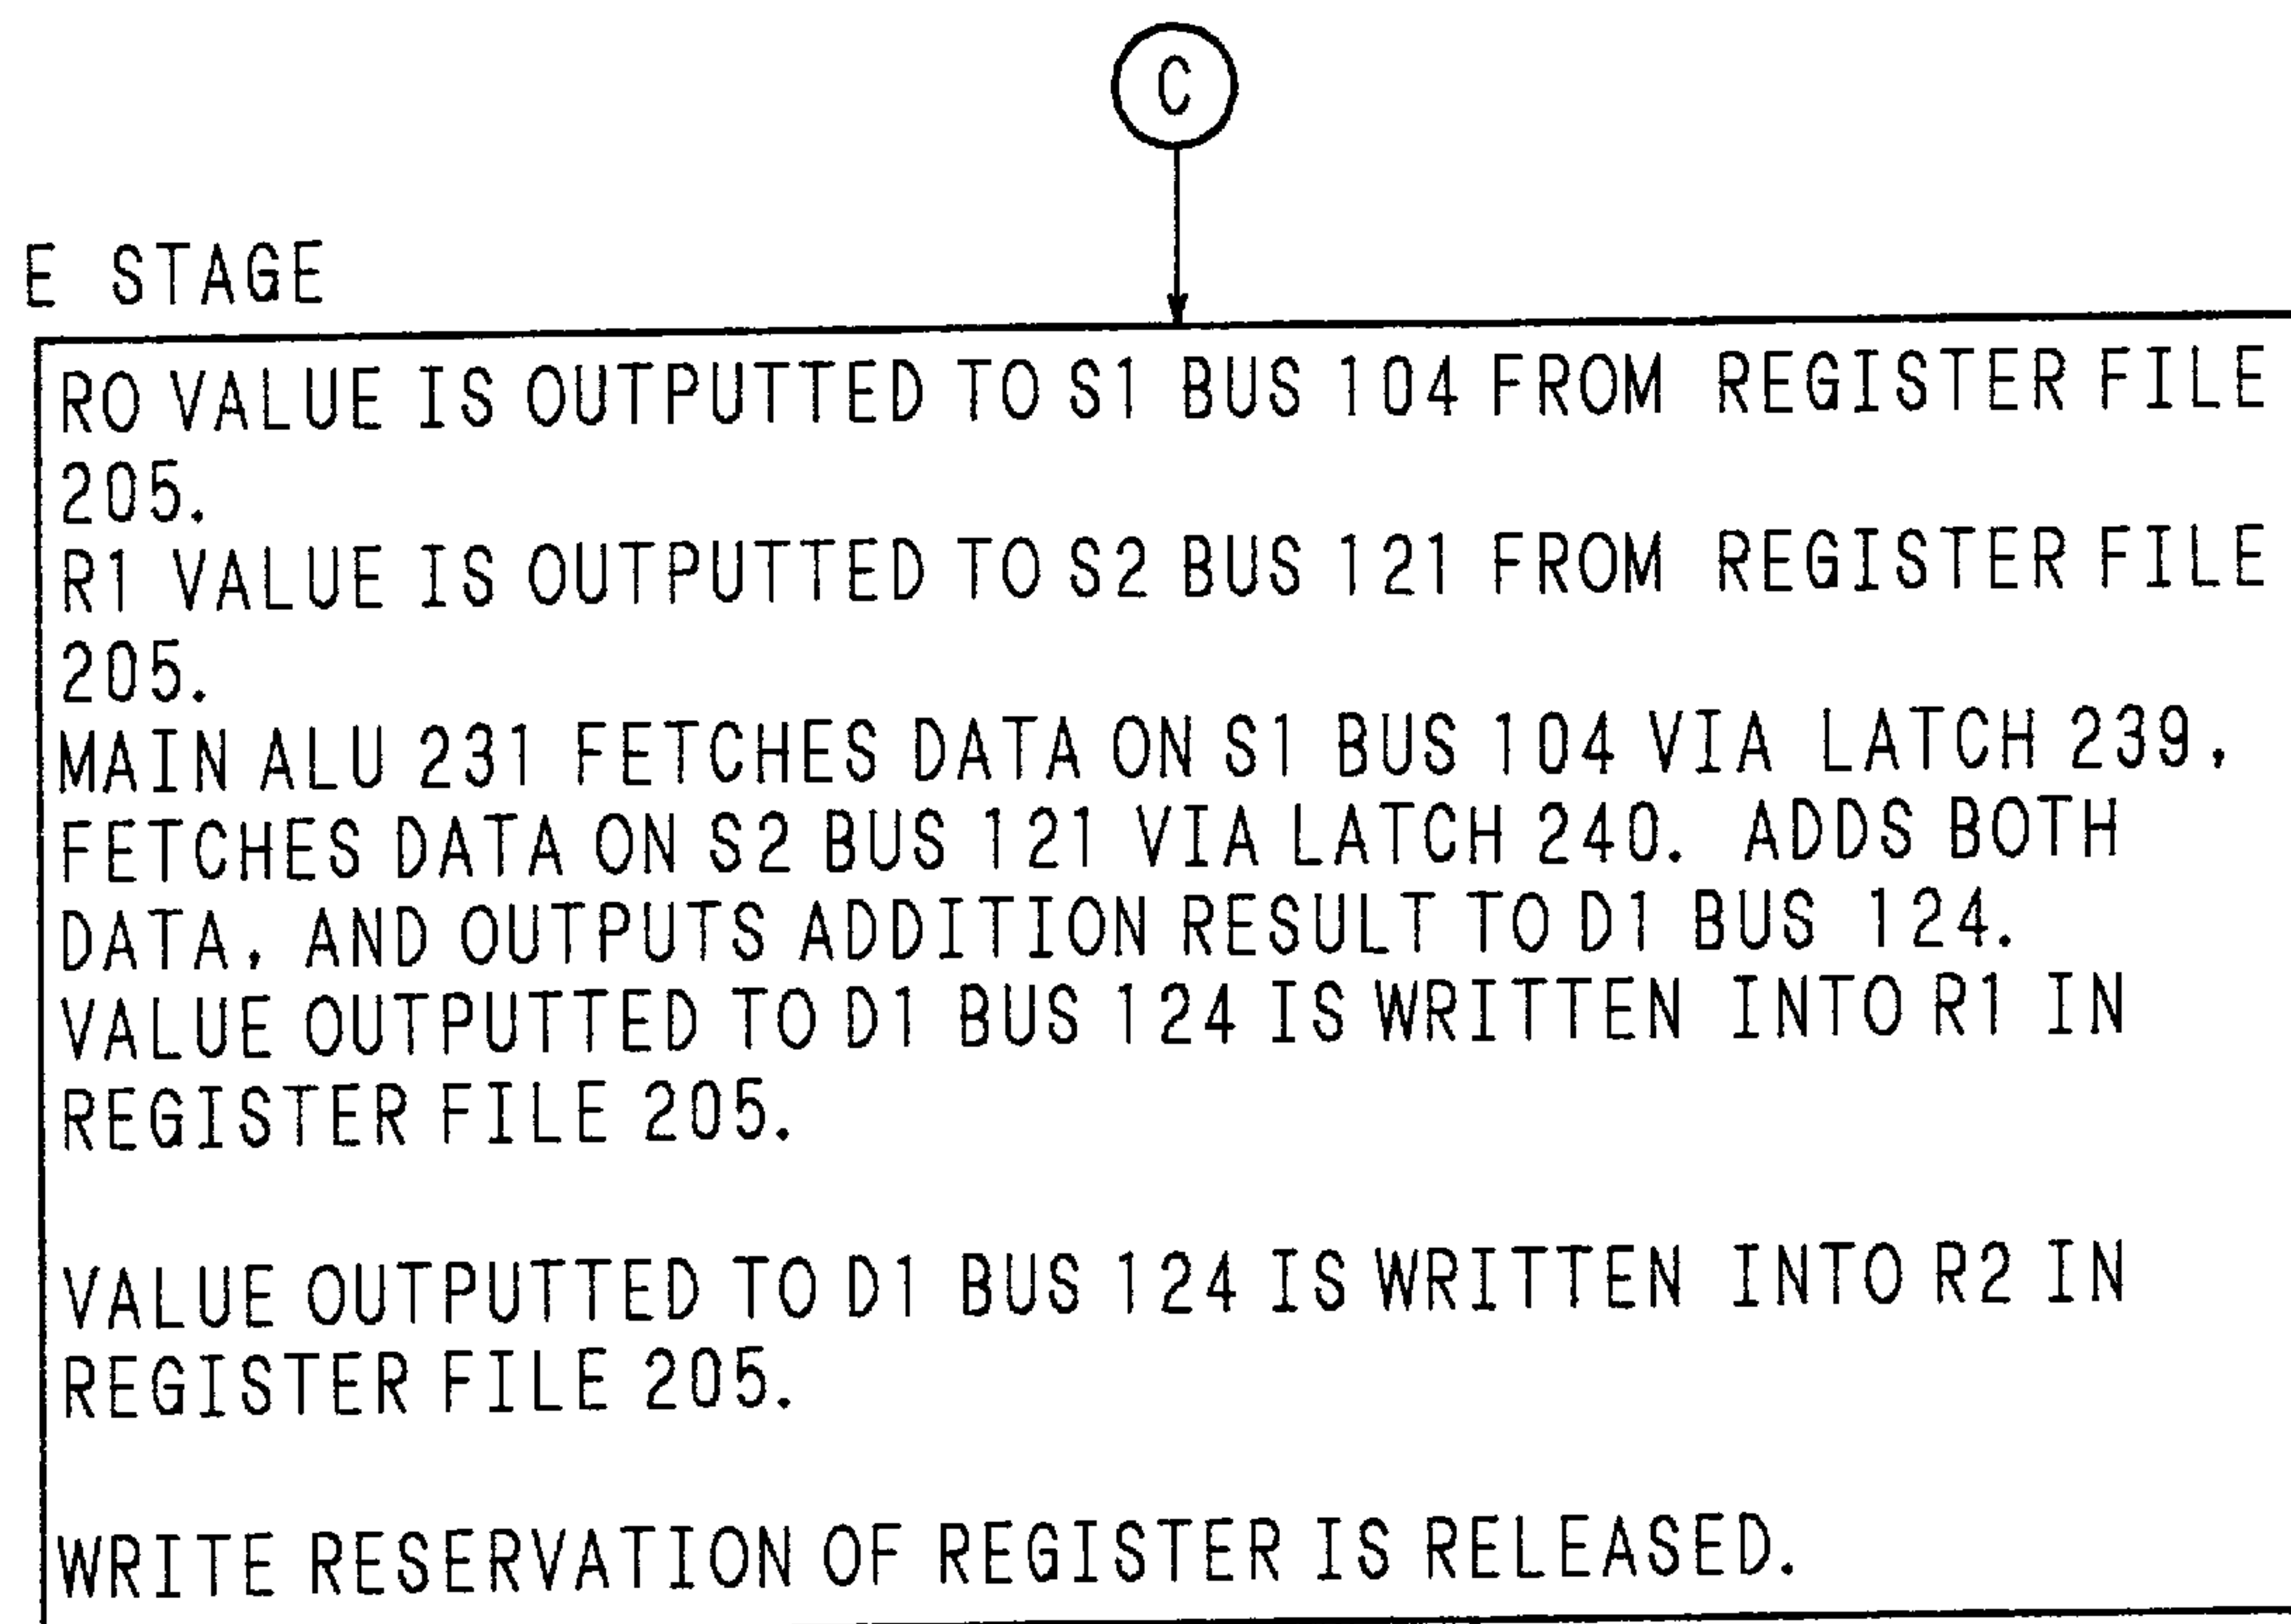 C
E STAGE
RO VALUE IS OUTPUTTED TO S1 BUS 104 FROM REGISTER FILE
205.
R1 VALUE IS OUTPUTTED TO S2 BUS 121 FROM REGISTER FILE
205.
MAIN ALU 231 FETCHES DATA ON S1 BUS 104 VIA LATCH 239,
FETCHES DATA ON S2 BUS 121 VIA LATCH 240. ADDS BOTH
DATA, AND OUTPUTS ADDITION RESULT TO D1 BUS 124.
VALUE OUTPUTTED TO D1 BUS 124 IS WRITTEN INTO R1 IN
REGISTER FILE 205.
VALUE OUTPUTTED TO D1 BUS 124 IS WRITTEN INTO R2 IN
REGISTER FILE 205.
WRITE RESERVATION OF REGISTER IS RELEASED.